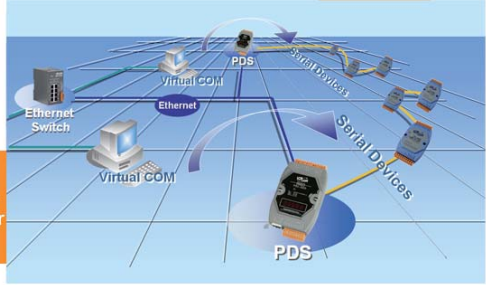 PDS
Serial Devices
Virtual COM
Ethernet
Ethernet
Switch
Virtual COM
Serial Devices
PDS
r